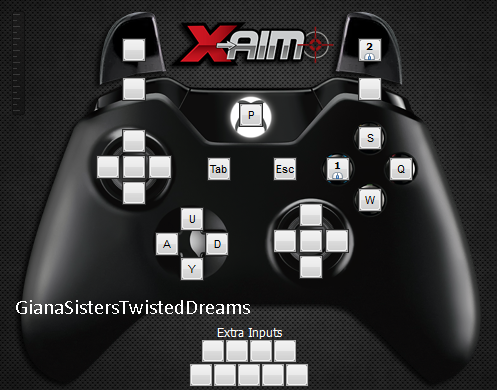 X-AIM
2
P
S
Tab
Esc
1
Q
W
U
A
D
Y
GianaSistersTwistedDreams
Extra Inputs